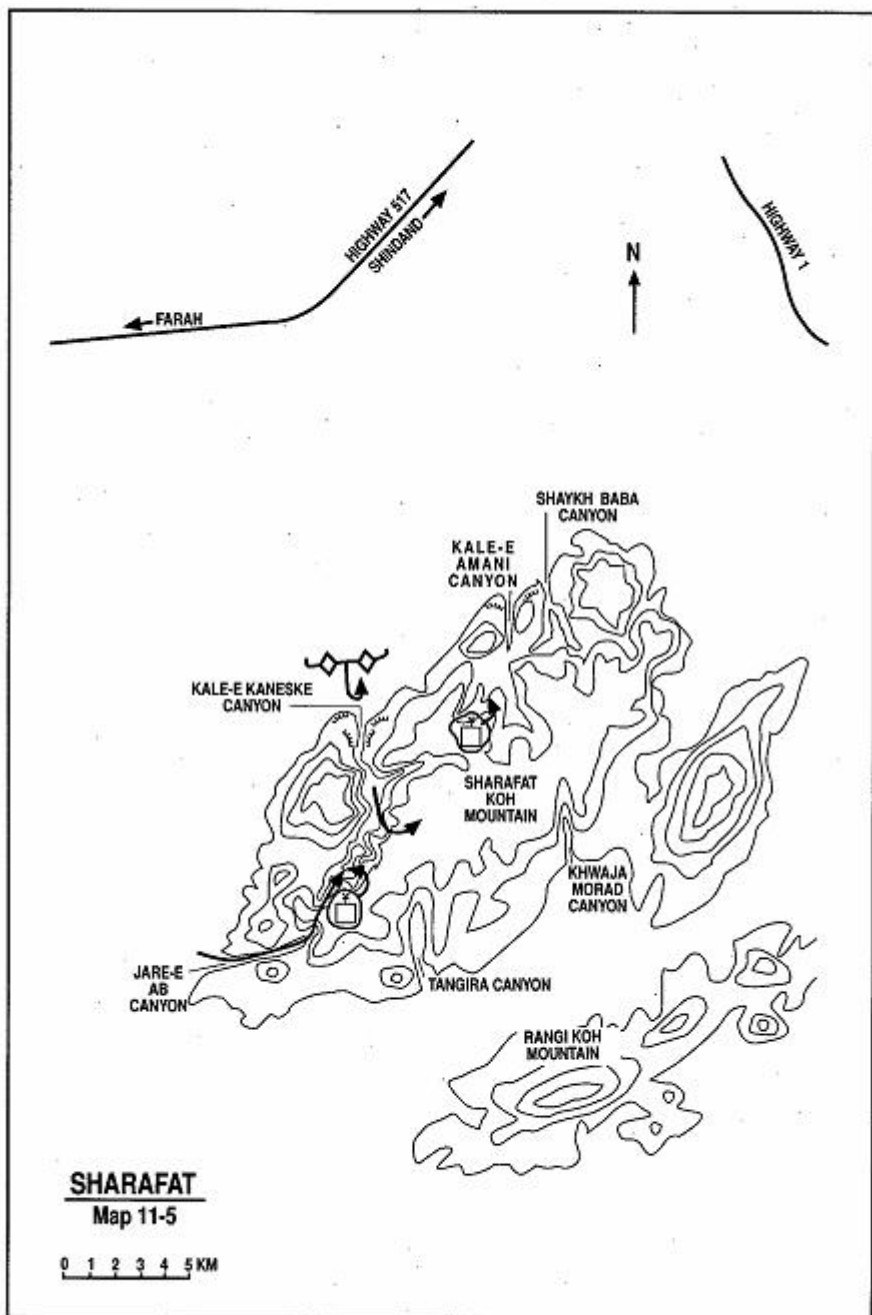 HIGHWAY 517
SHINDAND
HIGHWAY 1
N
FARAH
SHAYKH BABA
CANYON
KALE-E
AMANI
CANYON
KALE-E KANESKE
CANYON
SHARAFAT
KOH
MOUNTAIN
KHWAJA
MORAD
CANYON
JARE-E
AB
CANYON
TANGIRA CANYON
RANGI KOH
MOUNTAIN
SHARAFAT
Map 11-5
0 1 2 3 4 5 KM